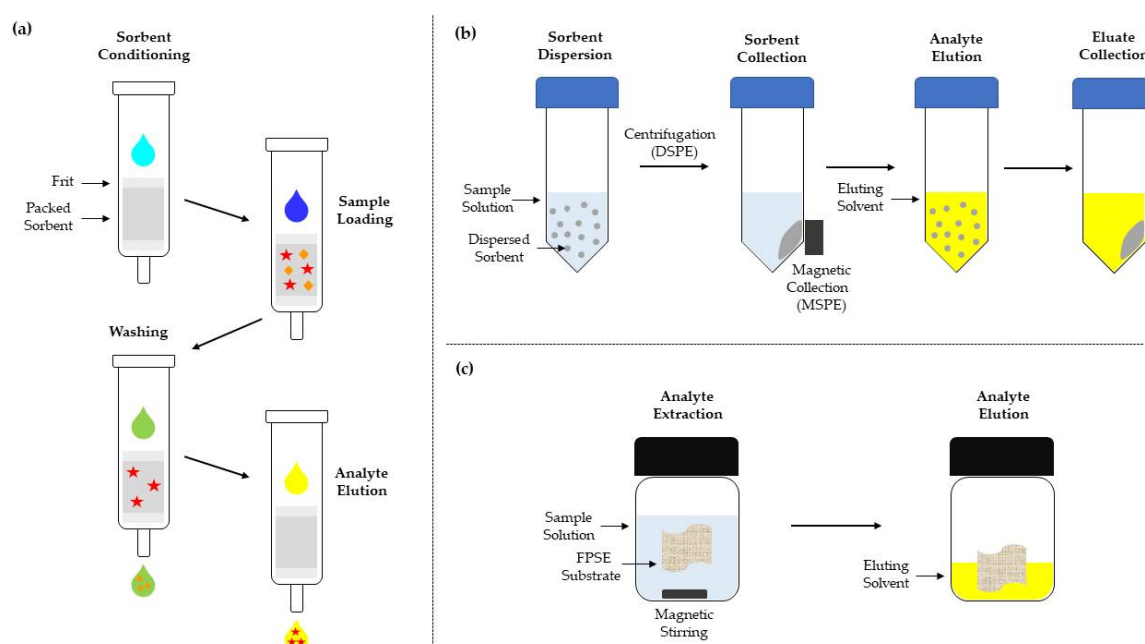 (a)
Sorbent
Conditioning
Frit
Packed
Sorbent
Sample
Loading
Washing
Analyte
Elution
(b)
Sorbent
Dispersion
Sorbent
Collection
Analyte
Elution
Eluate
Collection
Centrifugation
(DSPE)
Sample
Solution
Dispersed
Sorbent
Eluting
Solvent
Magnetic
Collection
(MSPE)
(c)
Analyte
Extraction
Analyte
Elution
Sample
Solution
FPSE
Substrate
Magnetic
Stirring
Eluting
Solvent